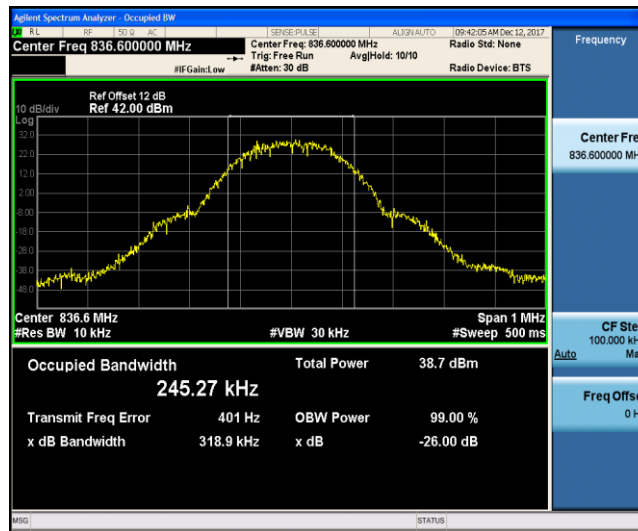 Agilent Spectrum Analyzer - Occupied BW
RL RF 50 Ω AC SENSE:PULSE ALIGN AUTO 09:42:05 AM Dec 12, 2017
Center Freq 836.600000 MHz
Center Freq: 836.600000 MHz
Radio Std: None
Trig: Free Run Avg|Hold: 10/10
#IFGain:Low #Atten: 30 dB Radio Device: BTS
Ref Offset 12 dB
10 dB/div Ref 42.00 dBm
Log
32.0
22.0
12.0
2.00
-8.00
-18.0
-28.0
-38.0
-48.0
Center 836.6 MHz Span 1 MHz
#Res BW 10 kHz #VBW 30 kHz #Sweep 500 ms
Occupied Bandwidth Total Power 38.7 dBm
245.27 kHz
Transmit Freq Error 401 Hz OBW Power 99.00 %
x dB Bandwidth 318.9 kHz x dB -26.00 dB
MSG STATUS
Frequency
Center Fre
836.600000 MH
CF Ste
100.000 kH
Auto Ma
Freq Offse
0 H